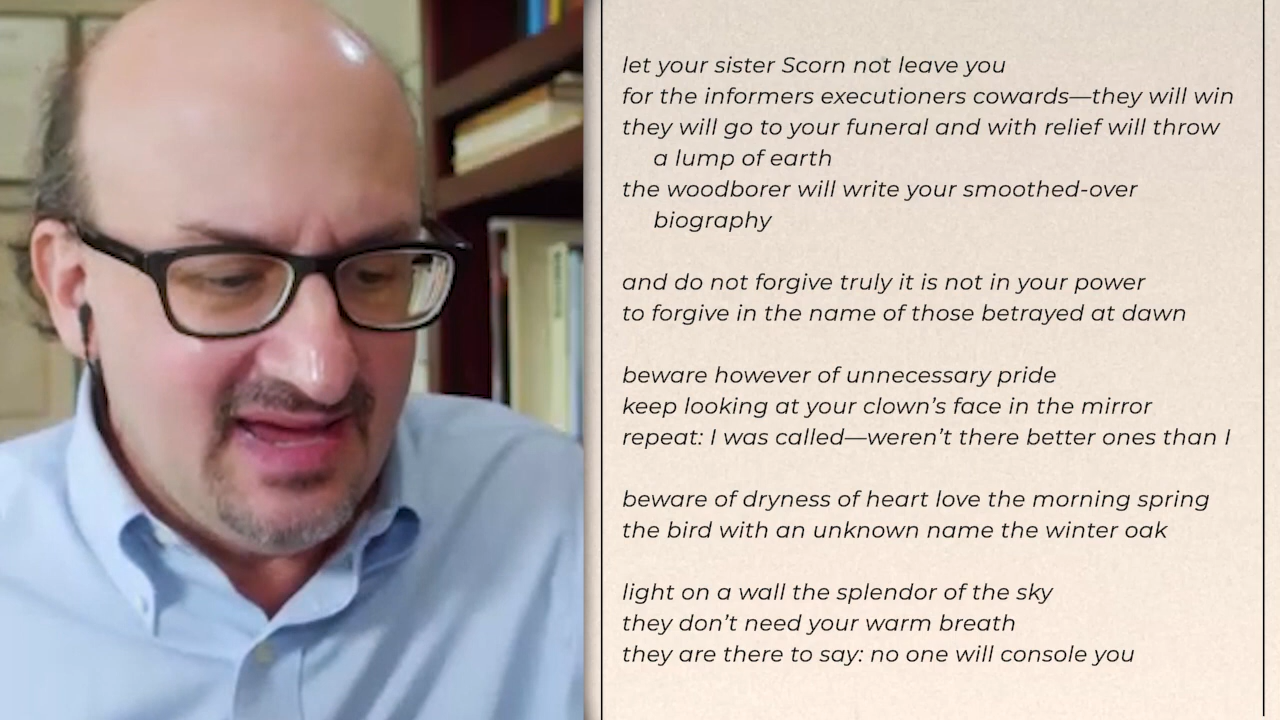 let your sister Scorn not leave you
for the informers executioners cowards—they will win
they will go to your funeral and with relief will throw
a lump of earth
the woodborer will write your smoothed-over
biography
and do not forgive truly it is not in your power
to forgive in the name of those betrayed at dawn
beware however of unnecessary pride
keep looking at your clown’s face in the mirror
repeat: I was called—weren’t there better ones than I
beware of dryness of heart love the morning spring
the bird with an unknown name the winter oak
light on a wall the splendor of the sky
they don’t need your warm breath
they are there to say: no one will console you